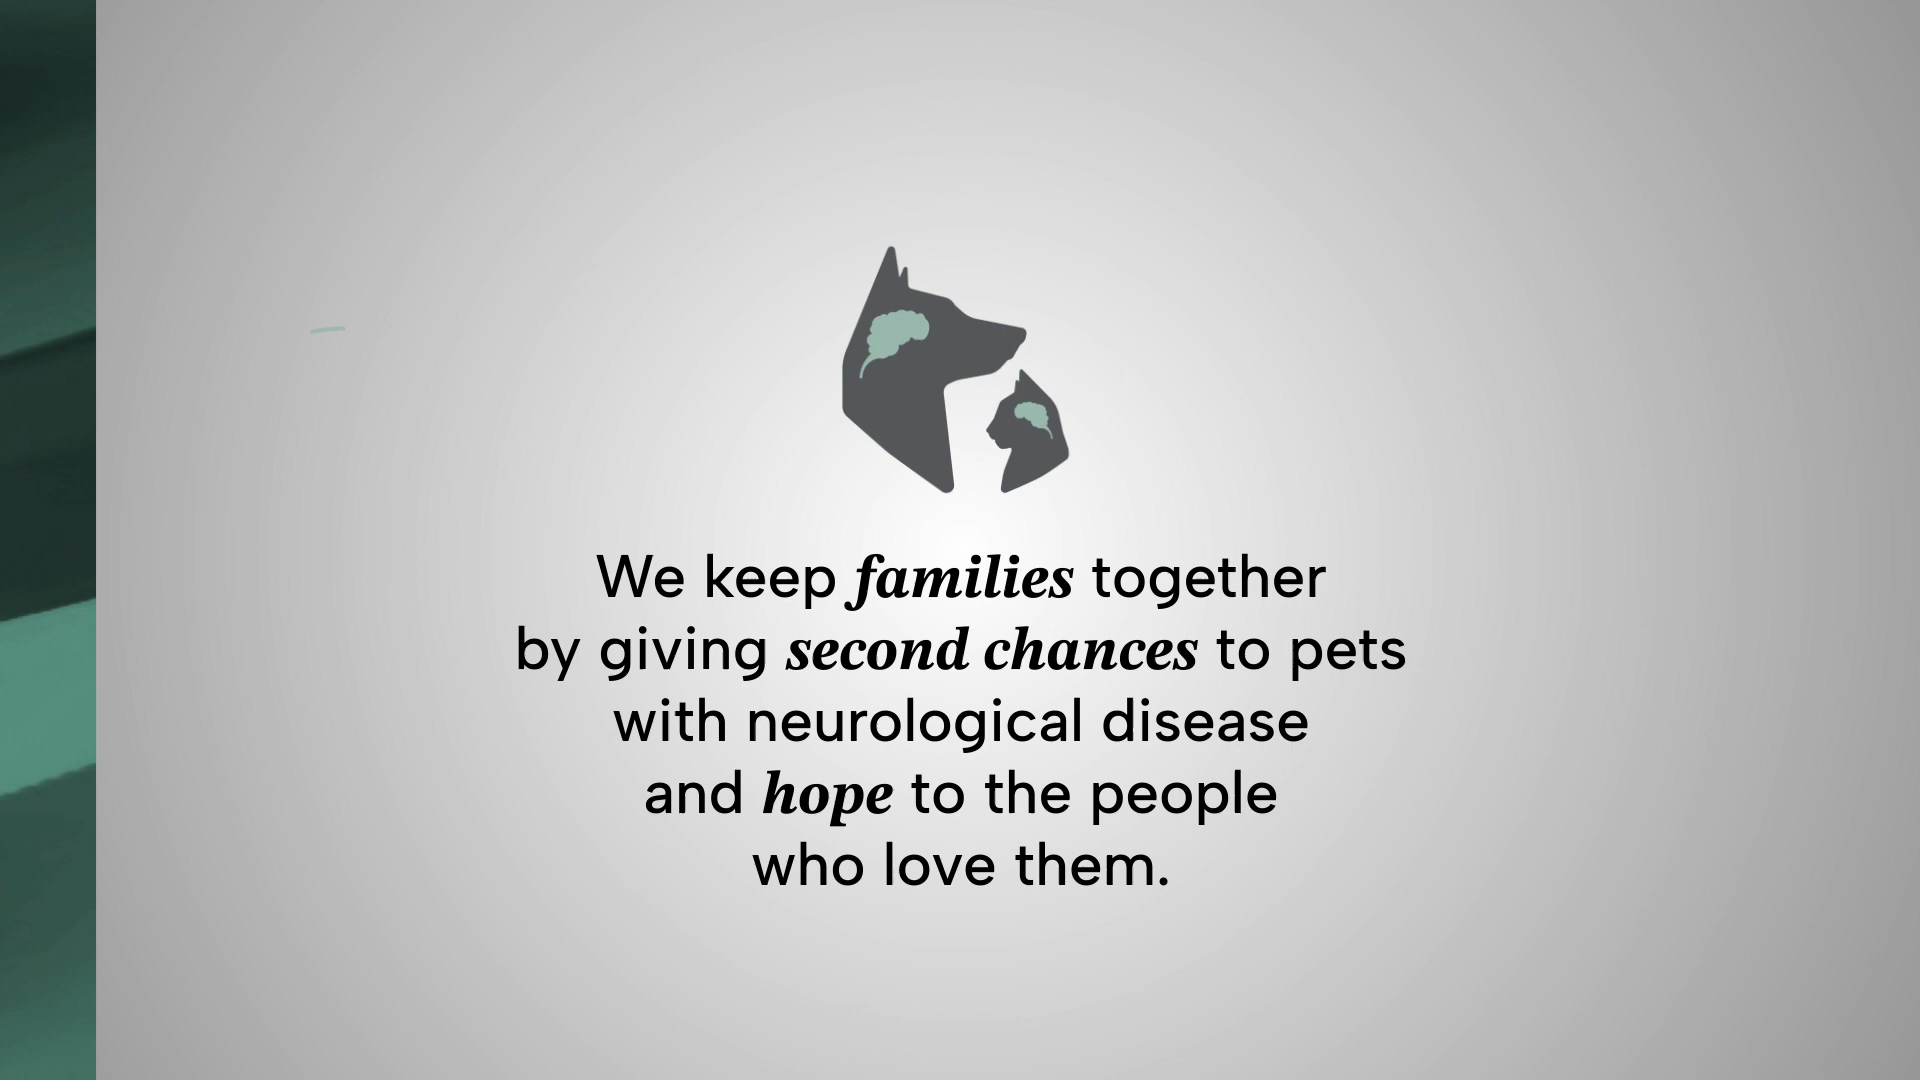 We keep families together
by giving second chances to pets
with neurological disease
and hope to the people
who love them.